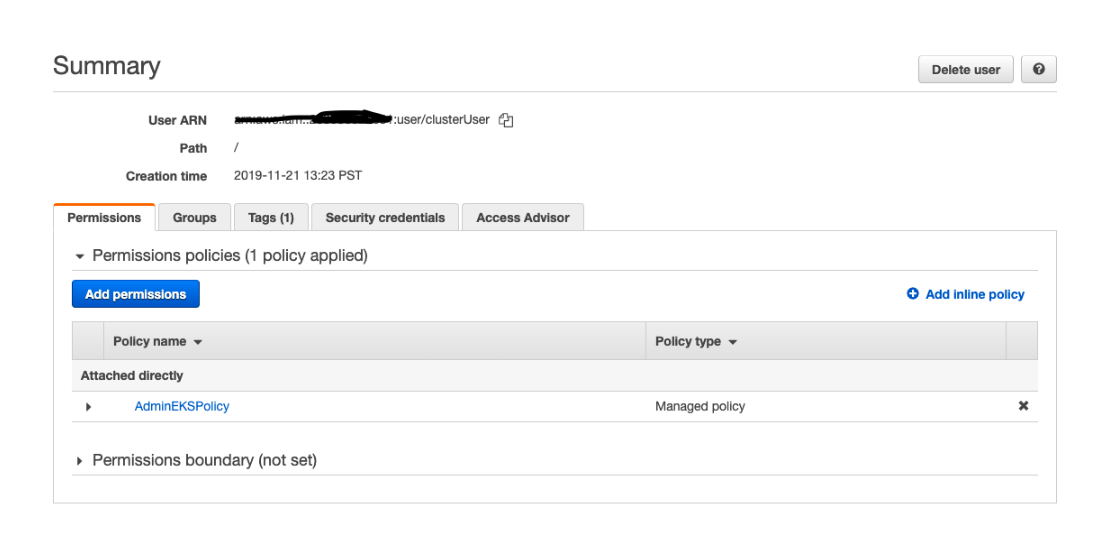 Summary
Delete user
User ARN :user/clusterUser
Path /
Creation time 2019-11-21 13:23 PST
Permissions Groups Tags (1) Security credentials Access Advisor
Permissions policies (1 policy applied)
Add permissions Add inline policy
Policy name Policy type
Attached directly
AdminEKSPolicy Managed policy
Permissions boundary (not set)